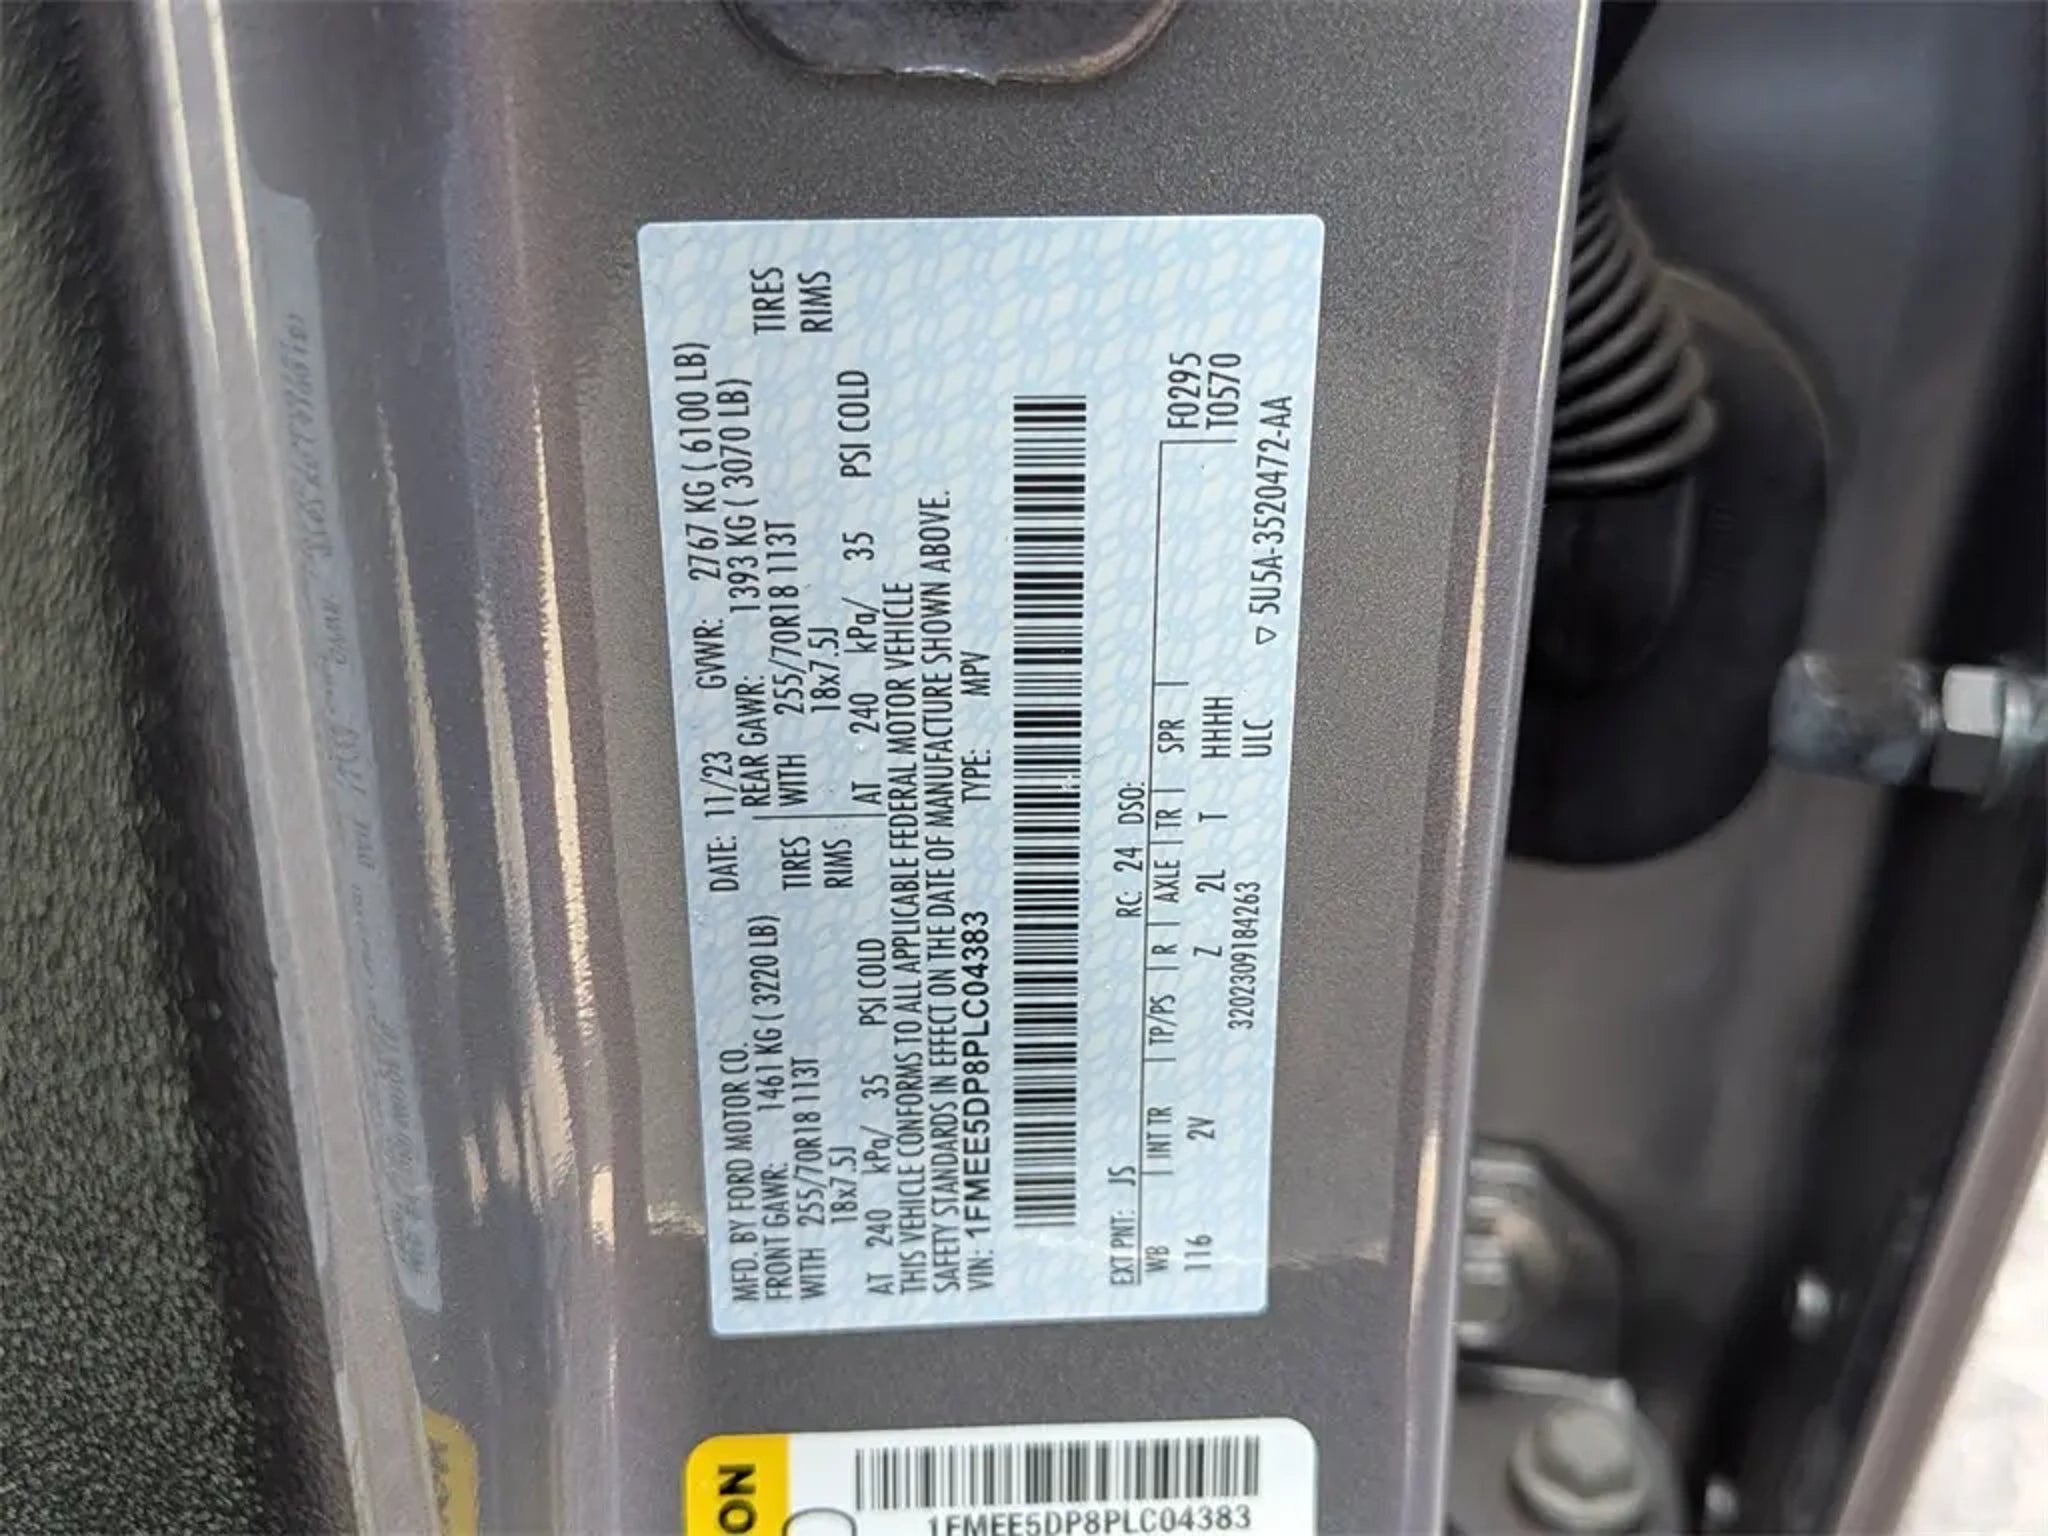 MFD. BY FORD MOTOR CO. DATE: 11/23 GVWR: 2767 KG ( 6100 LB)
FRONT GAWR: 1461 KG ( 3220 LB) REAR GAWR: 1393 KG ( 3070 LB)
WITH 255/70R18 113T TIRES WITH 255/70R18 113T TIRES
18x7.5J RIMS 18x7.5J RIMS
AT 240 kPa/ 35 PSI COLD AT 240 kPa/ 35 PSI COLD
THIS VEHICLE CONFORMS TO ALL APPLICABLE FEDERAL MOTOR VEHICLE
SAFETY STANDARDS IN EFFECT ON THE DATE OF MANUFACTURE SHOWN ABOVE.
VIN: 1FMEE5DP8PLC04383 TYPE: MPV
EXT PNT: JS RC: 24 DSO:
WB INT TR TP/PS R AXLE TR SPR F0295
116 2V Z 2L T HHHH T0570
3202309184263 ULC ▽ 5U5A-3520472-AA
ON
1FMEE5DP8PLC04383